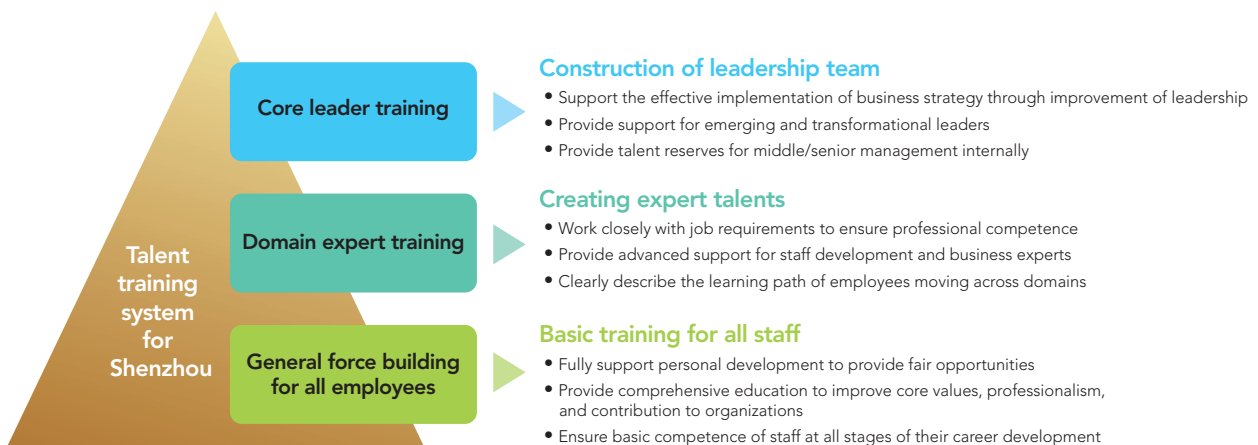 Talent
training
system
for
Shenzhou
Core leader training
Construction of leadership team
• Support the effective implementation of business strategy through improvement of leadership
• Provide support for emerging and transformational leaders
• Provide talent reserves for middle/senior management internally
Domain expert training
Creating expert talents
• Work closely with job requirements to ensure professional competence
• Provide advanced support for staff development and business experts
• Clearly describe the learning path of employees moving across domains
General force building
for all employees
Basic training for all staff
• Fully support personal development to provide fair opportunities
• Provide comprehensive education to improve core values, professionalism,
and contribution to organizations
• Ensure basic competence of staff at all stages of their career development